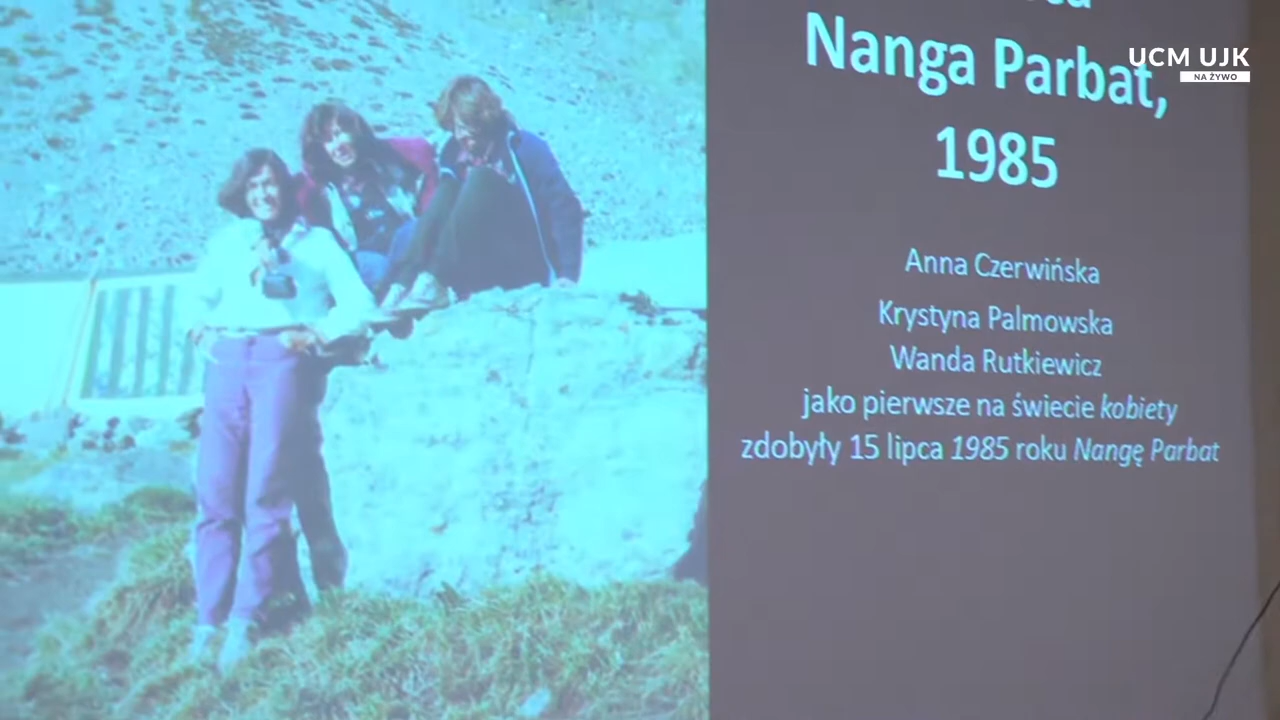 Nanga Parbat,
1985
Anna Czerwińska
Krystyna Palmowska
Wanda Rutkiewicz
jako pierwsze na świecie kobiety
zdobyły 15 lipca 1985 roku Nangę Parbat
UCM UJK
NA ŻYWO